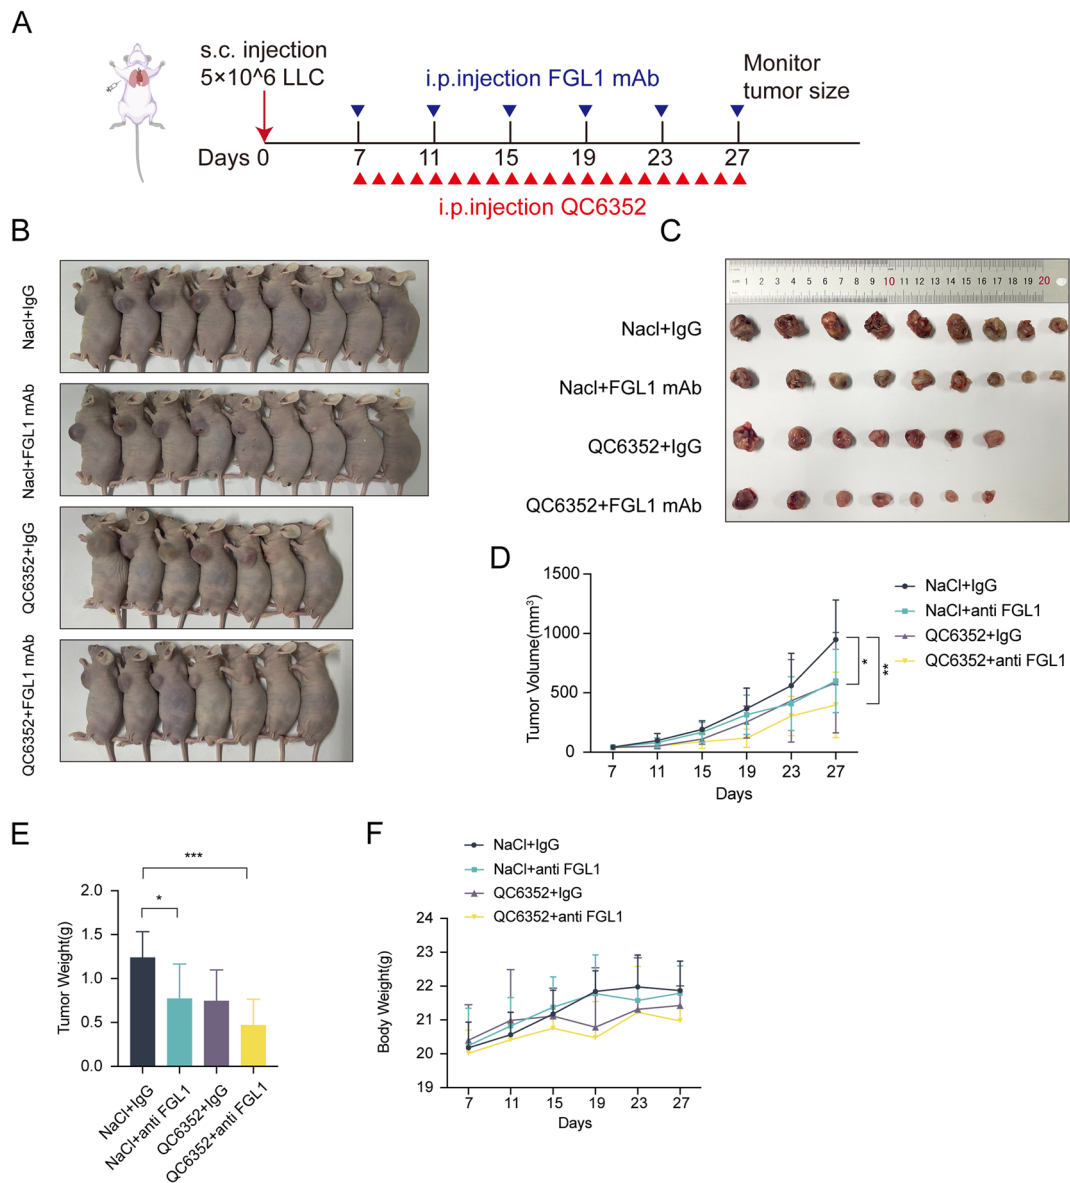 A
s.c. injection
5×10^6 LLC
i.p.injection FGL1 mAb
Monitor
tumor size
Days 0 7 11 15 19 23 27
i.p.injection QC6352
B
Nacl+IgG
Nacl+FGL1 mAb
QC6352+IgG
QC6352+FGL1 mAb
C
1 2 3 4 5 6 7 8 9 10 11 12 13 14 15 16 17 18 19 20
Nacl+IgG
Nacl+FGL1 mAb
QC6352+IgG
QC6352+FGL1 mAb
D
Tumor Volume(mm³)
1500
1000
500
0
7 11 15 19 23 27
Days
NaCl+IgG
NaCl+anti FGL1
QC6352+IgG
QC6352+anti FGL1
*
**
E
Tumor Weight(g)
2.0
1.5
1.0
0.5
0.0
***
*
NaCl+IgG
NaCl+anti FGL1
QC6352+IgG
QC6352+anti FGL1
F
NaCl+IgG
NaCl+anti FGL1
QC6352+IgG
QC6352+anti FGL1
Body Weight(g)
24
23
22
21
20
19
7 11 15 19 23 27
Days